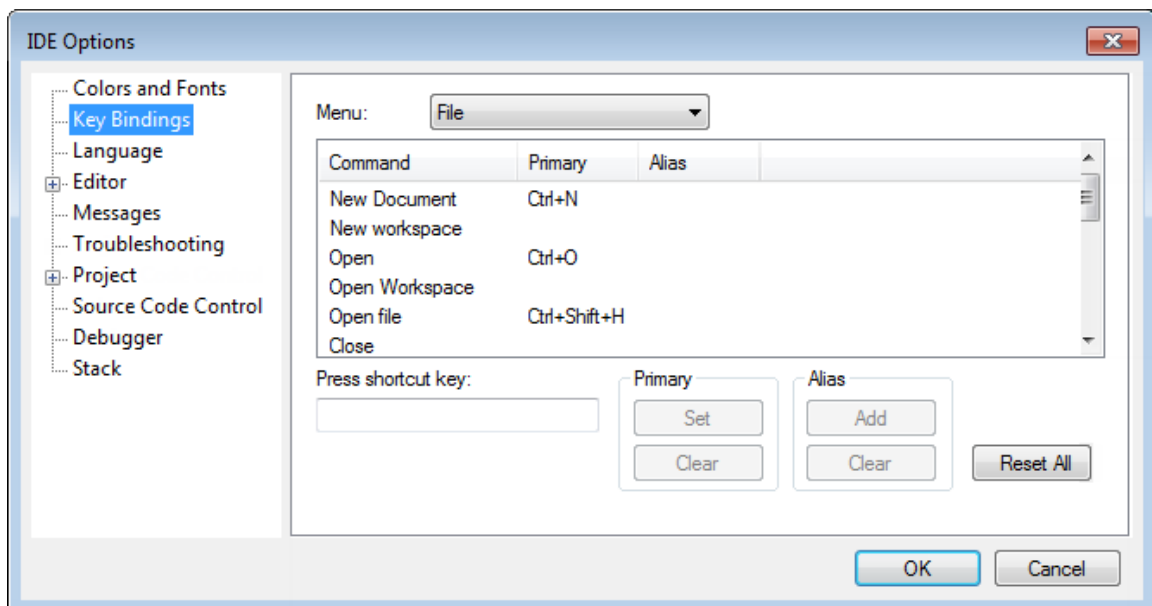 IDE Options
Colors and Fonts
Key Bindings
Language
Editor
Messages
Troubleshooting
Project
Source Code Control
Debugger
Stack
Menu: File
Command Primary Alias
New Document Ctrl+N
New workspace
Open Ctrl+O
Open Workspace
Open file Ctrl+Shift+H
Close
Press shortcut key: Primary Alias
Set Add
Clear Clear Reset All
OK Cancel